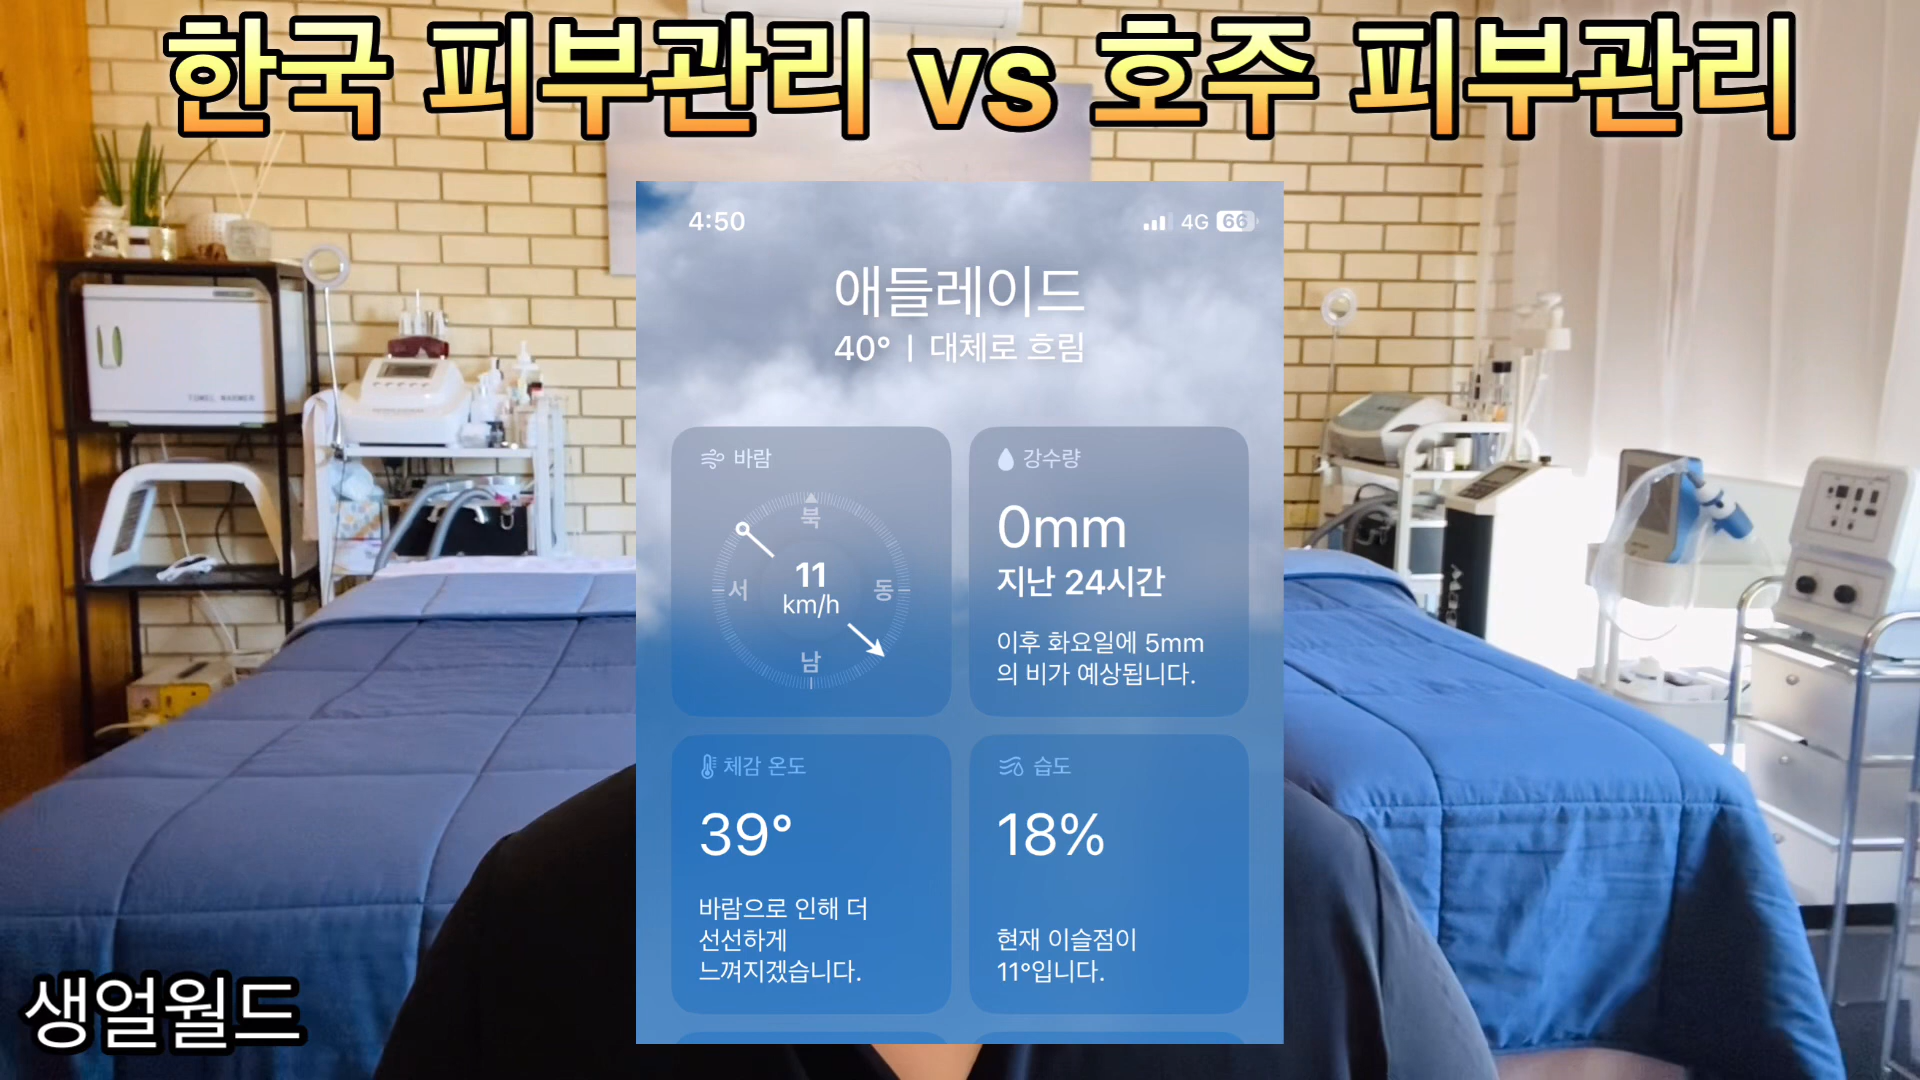 한국 피부관리 vs 호주 피부관리
4:50
4G 66
애들레이드
40° | 대체로 흐림
바람
북
서
동
남
11
km/h
강수량
0mm
지난 24시간
이후 화요일에 5mm
의 비가 예상됩니다.
체감 온도
39°
바람으로 인해 더
선선하게
느껴지겠습니다.
습도
18%
현재 이슬점이
11°입니다.
TOWEL WARMER
생얼월드